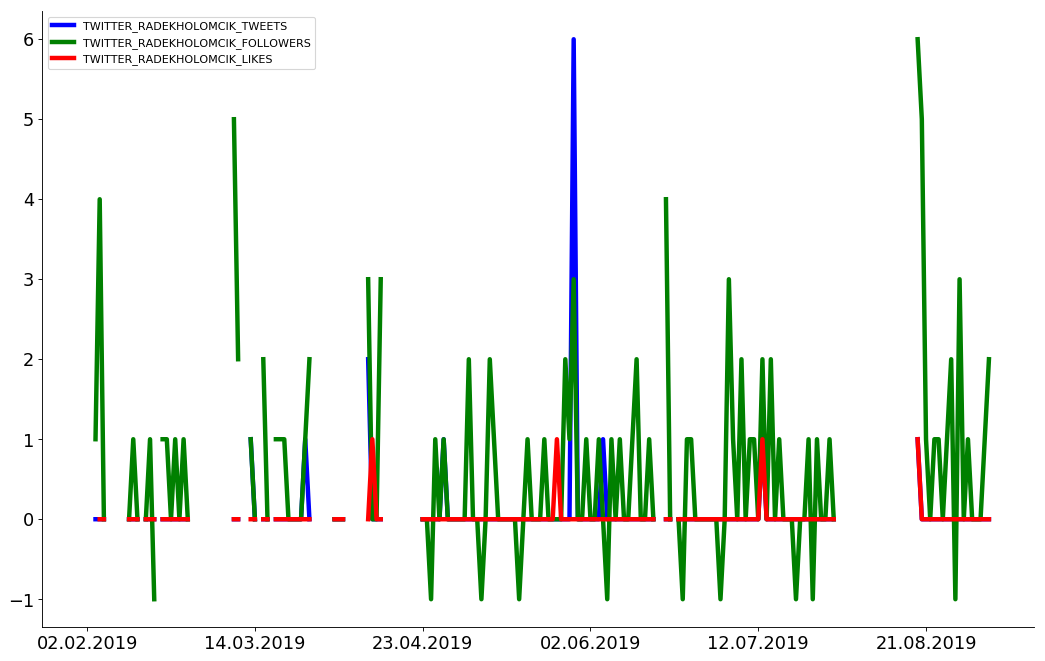 TWITTER_RADEKHOLOMCIK_TWEETS
TWITTER_RADEKHOLOMCIK_FOLLOWERS
TWITTER_RADEKHOLOMCIK_LIKES
6
5
4
3
2
1
0
−1
02.02.2019 14.03.2019 23.04.2019 02.06.2019 12.07.2019 21.08.2019